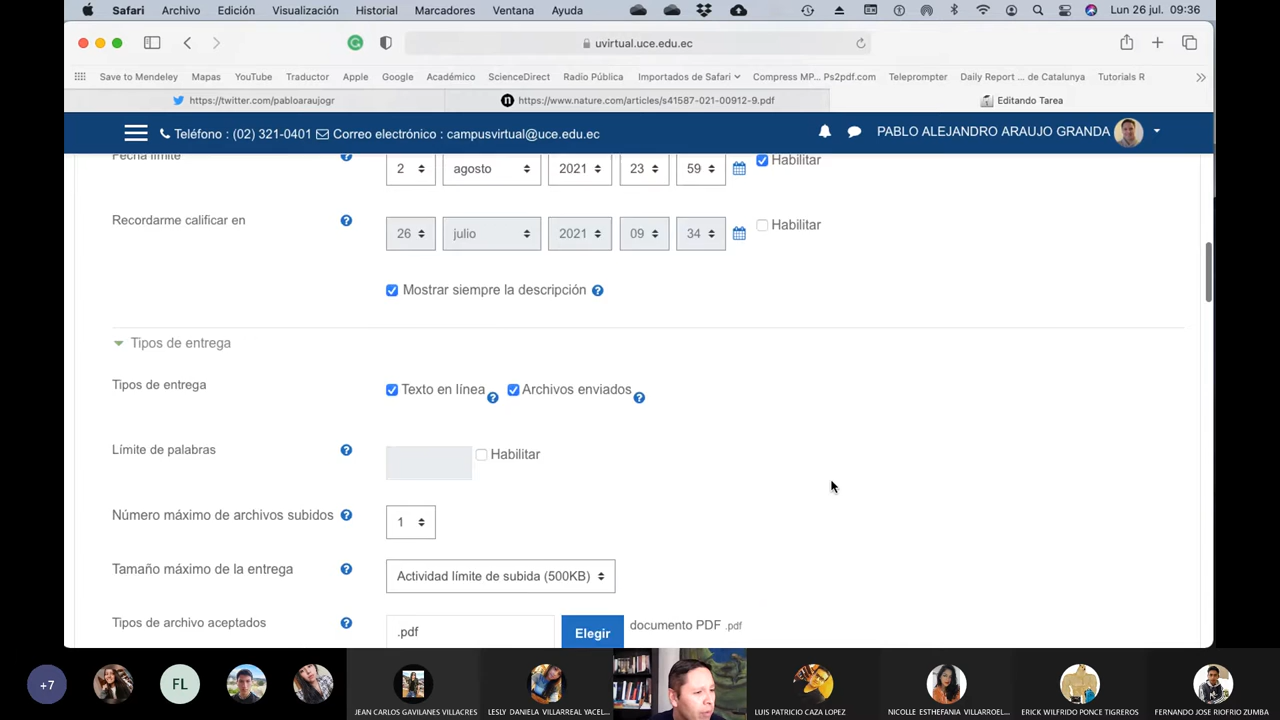 Safari Archivo Edición Visualización Historial Marcadores Ventana Ayuda Lun 26 jul. 09:36
uvirtual.uce.edu.ec
Save to Mendeley Mapas YouTube Traductor Apple Google Académico ScienceDirect Radio Pública Importados de Safari Compress MP... Ps2pdf.com Teleprompter Daily Report ... de Catalunya Tutorials R
https://twitter.com/pabloaraujogr https://www.nature.com/articles/s41587-021-00912-9.pdf Editando Tarea
Teléfono : (02) 321-0401 Correo electrónico : campusvirtual@uce.edu.ec PABLO ALEJANDRO ARAUJO GRANDA
Fecha límite 2 agosto 2021 23 59 Habilitar
Recordarme calificar en 26 julio 2021 09 34 Habilitar
Mostrar siempre la descripción
Tipos de entrega
Tipos de entrega Texto en línea Archivos enviados
Límite de palabras Habilitar
Número máximo de archivos subidos 1
Tamaño máximo de la entrega Actividad límite de subida (500KB)
Tipos de archivo aceptados .pdf Elegir documento PDF .pdf
+7 FL
JEAN CARLOS GAVILANES VILLACRES LESLY DANIELA VILLARREAL YACEL... LUIS PATRICIO CAZA LOPEZ NICOLLE ESTHEFANIA VILLARROEL... ERICK WILFRIDO PONCE TIGREROS FERNANDO JOSE RIOFRIO ZUMBA